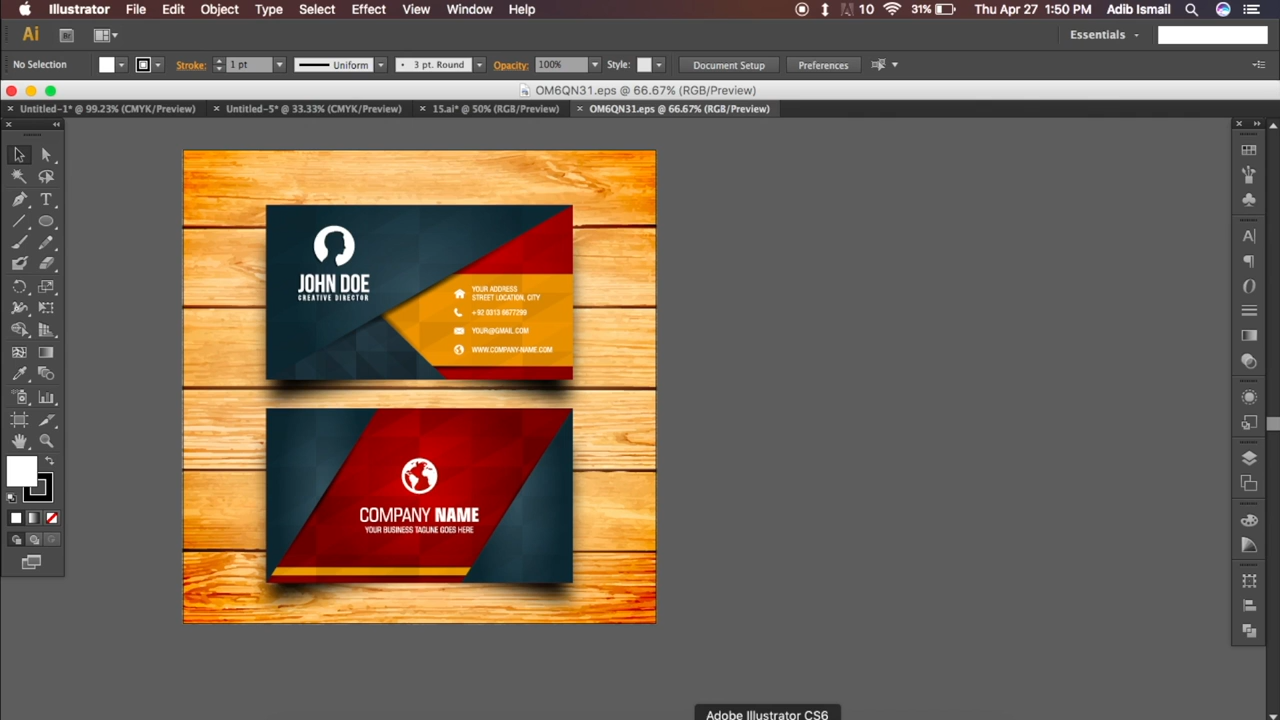 Illustrator File Edit Object Type Select Effect View Window Help 10 31% Thu Apr 27 1:50 PM Adib Ismail
Ai Br Essentials
No Selection Stroke: 1 pt Uniform 3 pt. Round Opacity: 100% Style: Document Setup Preferences
OM6QN31.eps @ 66.67% (RGB/Preview)
Untitled-1* @ 99.23% (CMYK/Preview) Untitled-5* @ 33.33% (CMYK/Preview) 15.ai* @ 50% (RGB/Preview) OM6QN31.eps @ 66.67% (RGB/Preview)
JOHN DOE
CREATIVE DIRECTOR
YOUR ADDRESS
STREET LOCATION, CITY
+92 0313 6677299
YOUR@GMAIL.COM
WWW.COMPANY-NAME.COM
COMPANY NAME
YOUR BUSINESS TAGLINE GOES HERE
Adobe Illustrator CS6